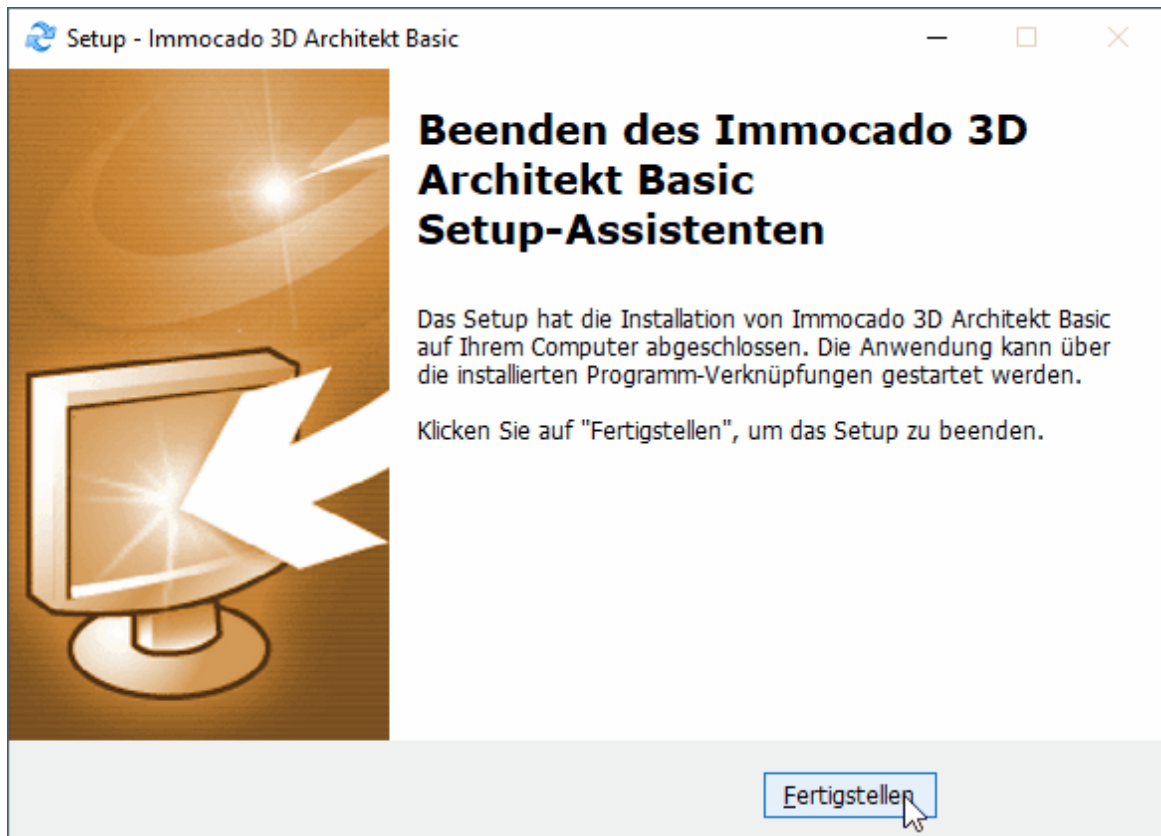 Setup - Immocado 3D Architekt Basic
Beenden des Immocado 3D
Architekt Basic
Setup-Assistenten
Das Setup hat die Installation von Immocado 3D Architekt Basic
auf Ihrem Computer abgeschlossen. Die Anwendung kann über
die installierten Programm-Verknüpfungen gestartet werden.
Klicken Sie auf "Fertigstellen", um das Setup zu beenden.
Fertigstellen